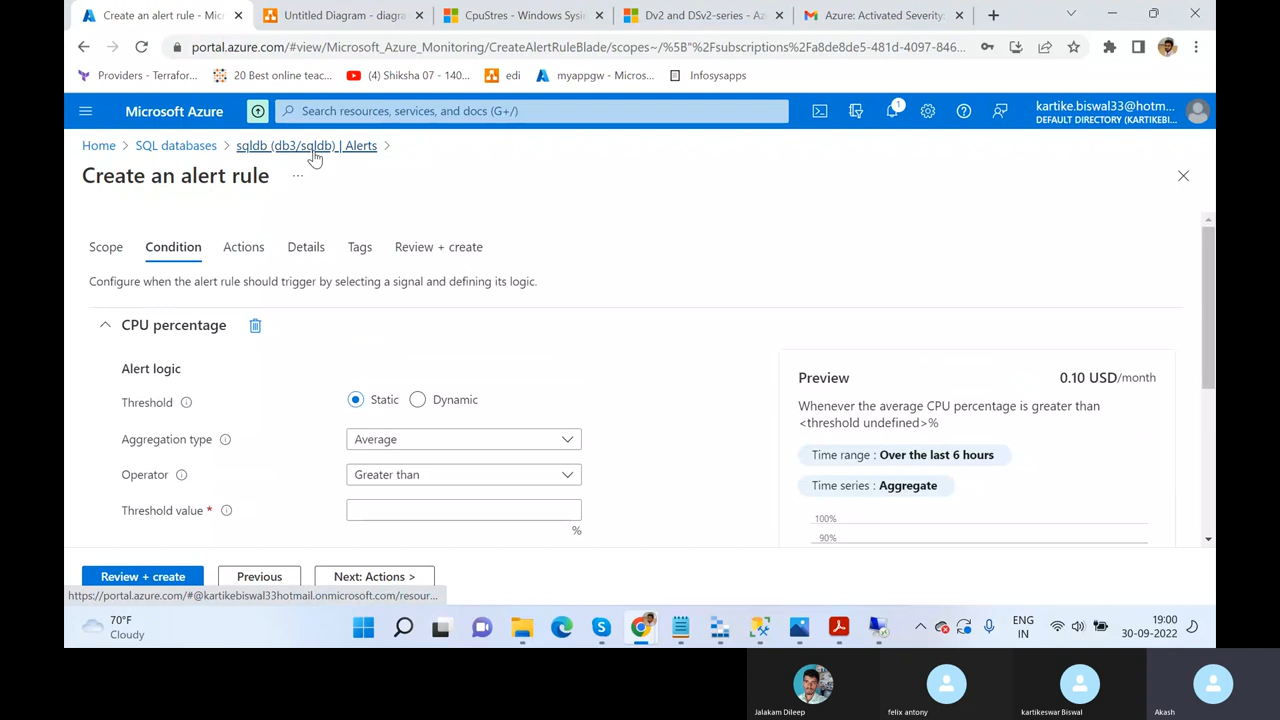 Create an alert rule - Mic
Untitled Diagram - diagra
CpuStres - Windows Sysi
Dv2 and DSv2-series - Az
Azure: Activated Severity:
portal.azure.com/#view/Microsoft_Azure_Monitoring/CreateAlertRuleBlade/scopes~/%5B"%2Fsubscriptions%2Fa8de8de5-481d-4097-846...
Providers - Terrafor...
20 Best online teac...
(4) Shiksha 07 - 140...
edi
myappgw - Micros...
Infosysapps
Microsoft Azure
Search resources, services, and docs (G+/)
1
kartike.biswal33@hotm...
DEFAULT DIRECTORY (KARTIKEBI...
Home > SQL databases > sqldb (db3/sqldb) | Alerts >
Create an alert rule ...
Scope
Condition
Actions
Details
Tags
Review + create
Configure when the alert rule should trigger by selecting a signal and defining its logic.
CPU percentage
Alert logic
Threshold
Static
Dynamic
Aggregation type
Average
Operator
Greater than
Threshold value *
%
Preview
0.10 USD/month
Whenever the average CPU percentage is greater than
<threshold undefined>%
Time range : Over the last 6 hours
Time series : Aggregate
100%
90%
Review + create
Previous
Next: Actions >
https://portal.azure.com/#@kartikebiswal33hotmail.onmicrosoft.com/resour...
70°F
Cloudy
ENG
IN
19:00
30-09-2022
Jalakam Dileep
felix antony
kartikeswar Biswal
Akash